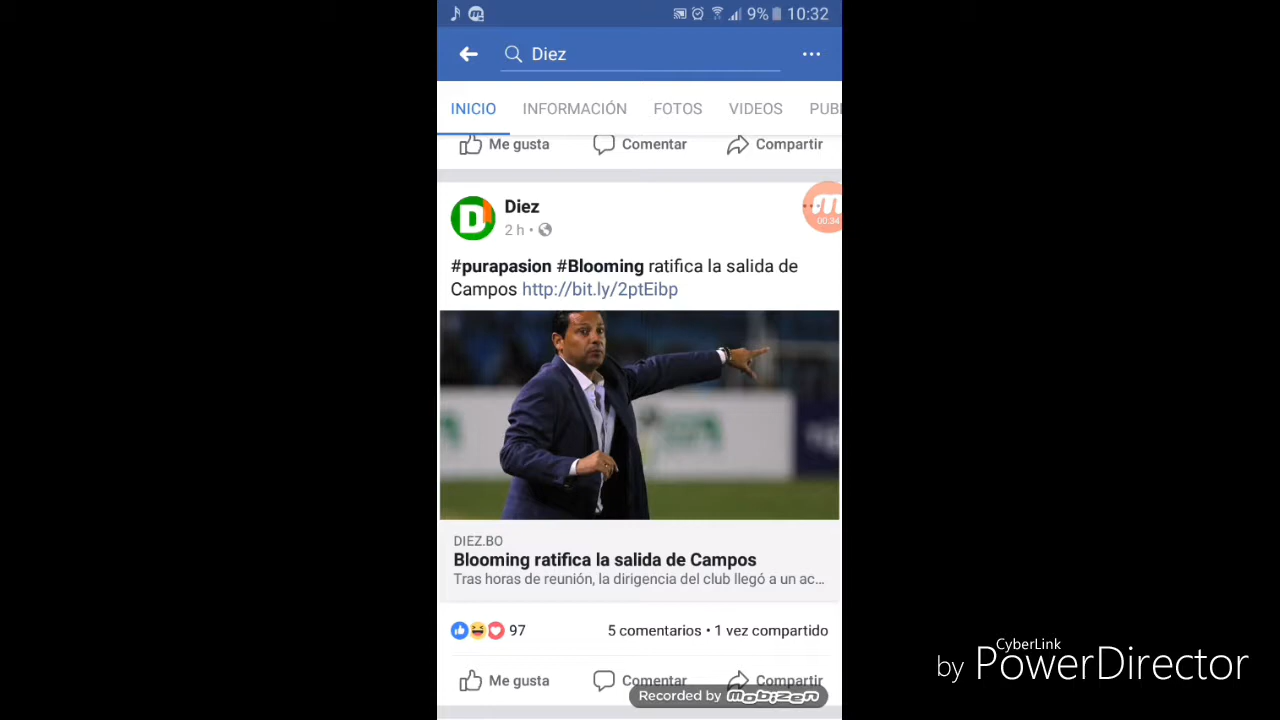 9% 10:32
Diez
INICIO INFORMACIÓN FOTOS VIDEOS PUBI
Me gusta Comentar Compartir
Diez
00:34
2 h
#purapasion #Blooming ratifica la salida de
Campos http://bit.ly/2ptEibp
DIEZ.BO
Blooming ratifica la salida de Campos
Tras horas de reunión, la dirigencia del club llegó a un ac...
97 5 comentarios • 1 vez compartido
Me gusta Comentar Compartir
Recorded by mobizen
CyberLink
by PowerDirector